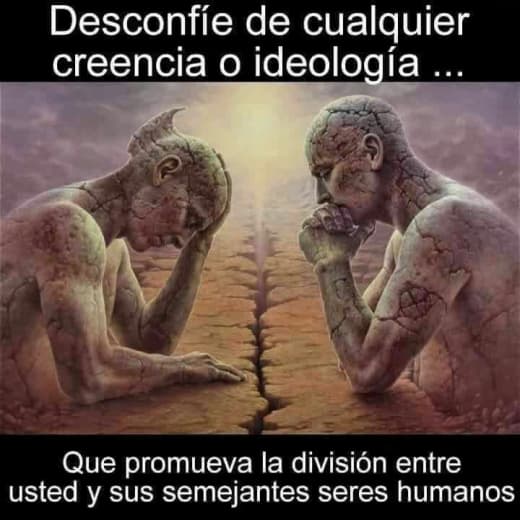 Desconfíe de cualquier
creencia o ideología ...
Que promueva la división entre
usted y sus semejantes seres humanos